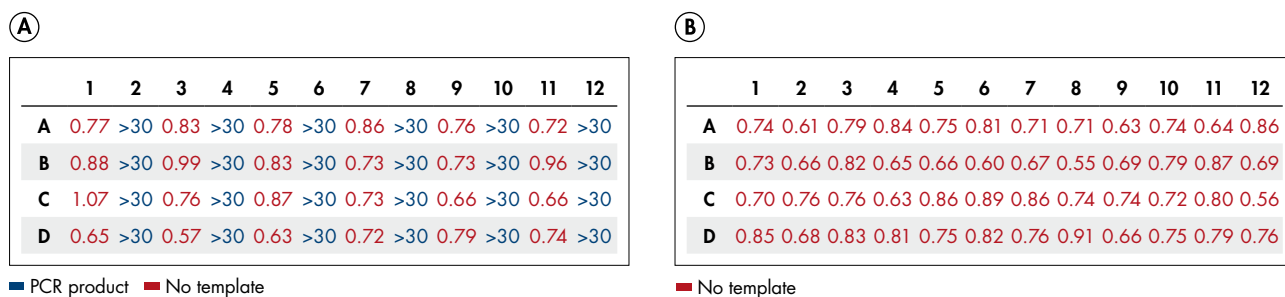 A
1 2 3 4 5 6 7 8 9 10 11 12
A 0.77 >30 0.83 >30 0.78 >30 0.86 >30 0.76 >30 0.72 >30
B 0.88 >30 0.99 >30 0.83 >30 0.73 >30 0.73 >30 0.96 >30
C 1.07 >30 0.76 >30 0.87 >30 0.73 >30 0.66 >30 0.66 >30
D 0.65 >30 0.57 >30 0.63 >30 0.72 >30 0.79 >30 0.74 >30
PCR product No template
B
1 2 3 4 5 6 7 8 9 10 11 12
A 0.74 0.61 0.79 0.84 0.75 0.81 0.71 0.71 0.63 0.74 0.64 0.86
B 0.73 0.66 0.82 0.65 0.66 0.60 0.67 0.55 0.69 0.79 0.87 0.69
C 0.70 0.76 0.76 0.63 0.86 0.89 0.86 0.74 0.74 0.72 0.80 0.56
D 0.85 0.68 0.83 0.81 0.75 0.82 0.76 0.91 0.66 0.75 0.79 0.76
No template